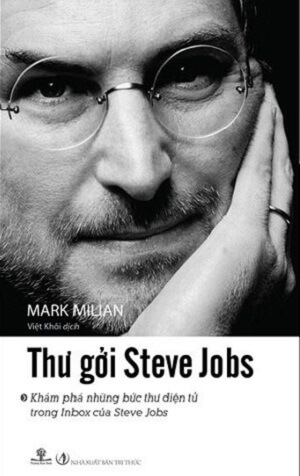 MARK MILIAN
Việt Khôi dịch
Thư gởi Steve Jobs
Khám phá những bức thư điện tử
trong Inbox của Steve Jobs
NHÀ XUẤT BẢN TRI THỨC